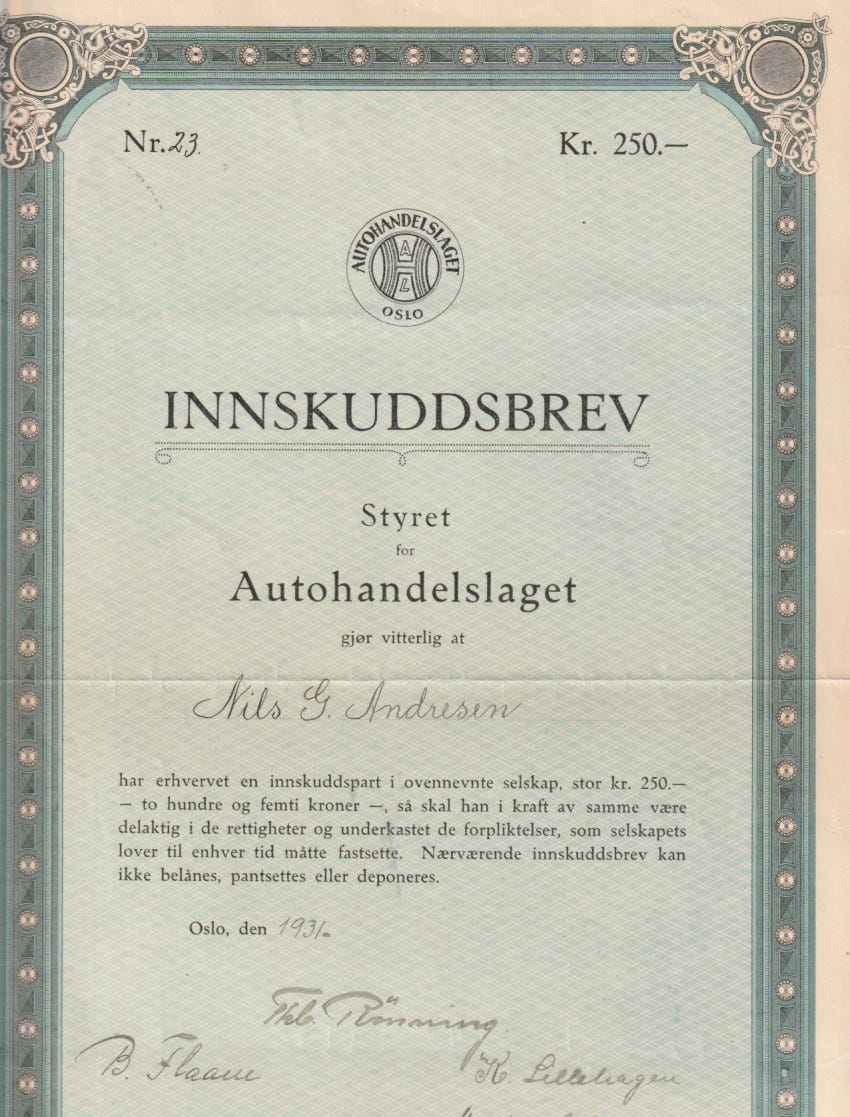 Nr. 23.
Kr. 250.—
AUTOHANDELSLAGET
A
L
OSLO
INNSKUDDSBREV
Styret
for
Autohandelslaget
gjør vitterlig at
Nils G. Andresen
har erhvervet en innskuddspart i ovennevnte selskap, stor kr. 250.—
— to hundre og femti kroner —, så skal han i kraft av samme være
delaktig i de rettigheter og underkastet de forpliktelser, som selskapets
lover til enhver tid måtte fastsette. Nærværende innskuddsbrev kan
ikke belånes, pantsettes eller deponeres.
Oslo, den 1931.
Rönning.
B. Flaane
K. Lillehagen